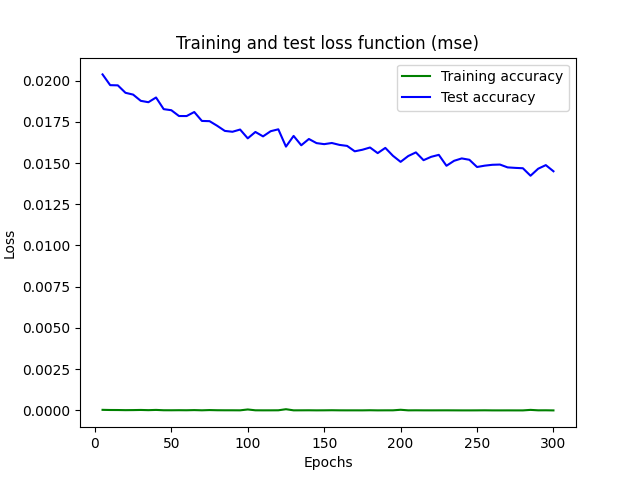 Training and test loss function (mse)
Training accuracy
Test accuracy
0.0200
0.0175
0.0150
0.0125
0.0100
0.0075
0.0050
0.0025
0.0000
Loss
0 50 100 150 200 250 300
Epochs